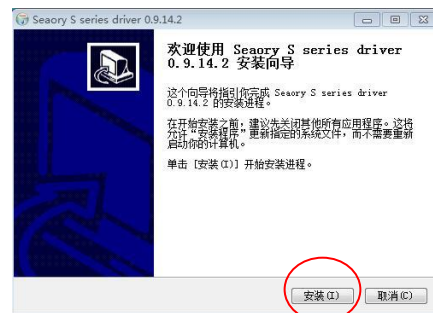 Seaory S series driver 0.9.14.2
欢迎使用 Seaory S series driver
0.9.14.2 安装向导
这个向导将指引你完成 Seaory S series driver
0.9.14.2 的安装进程。
在开始安装之前，建议先关闭其他所有应用程序。这将
允许“安装程序”更新指定的系统文件，而不需要重新
启动你的计算机。
单击 [安装(I)] 开始安装进程。
安装(I)
取消(C)